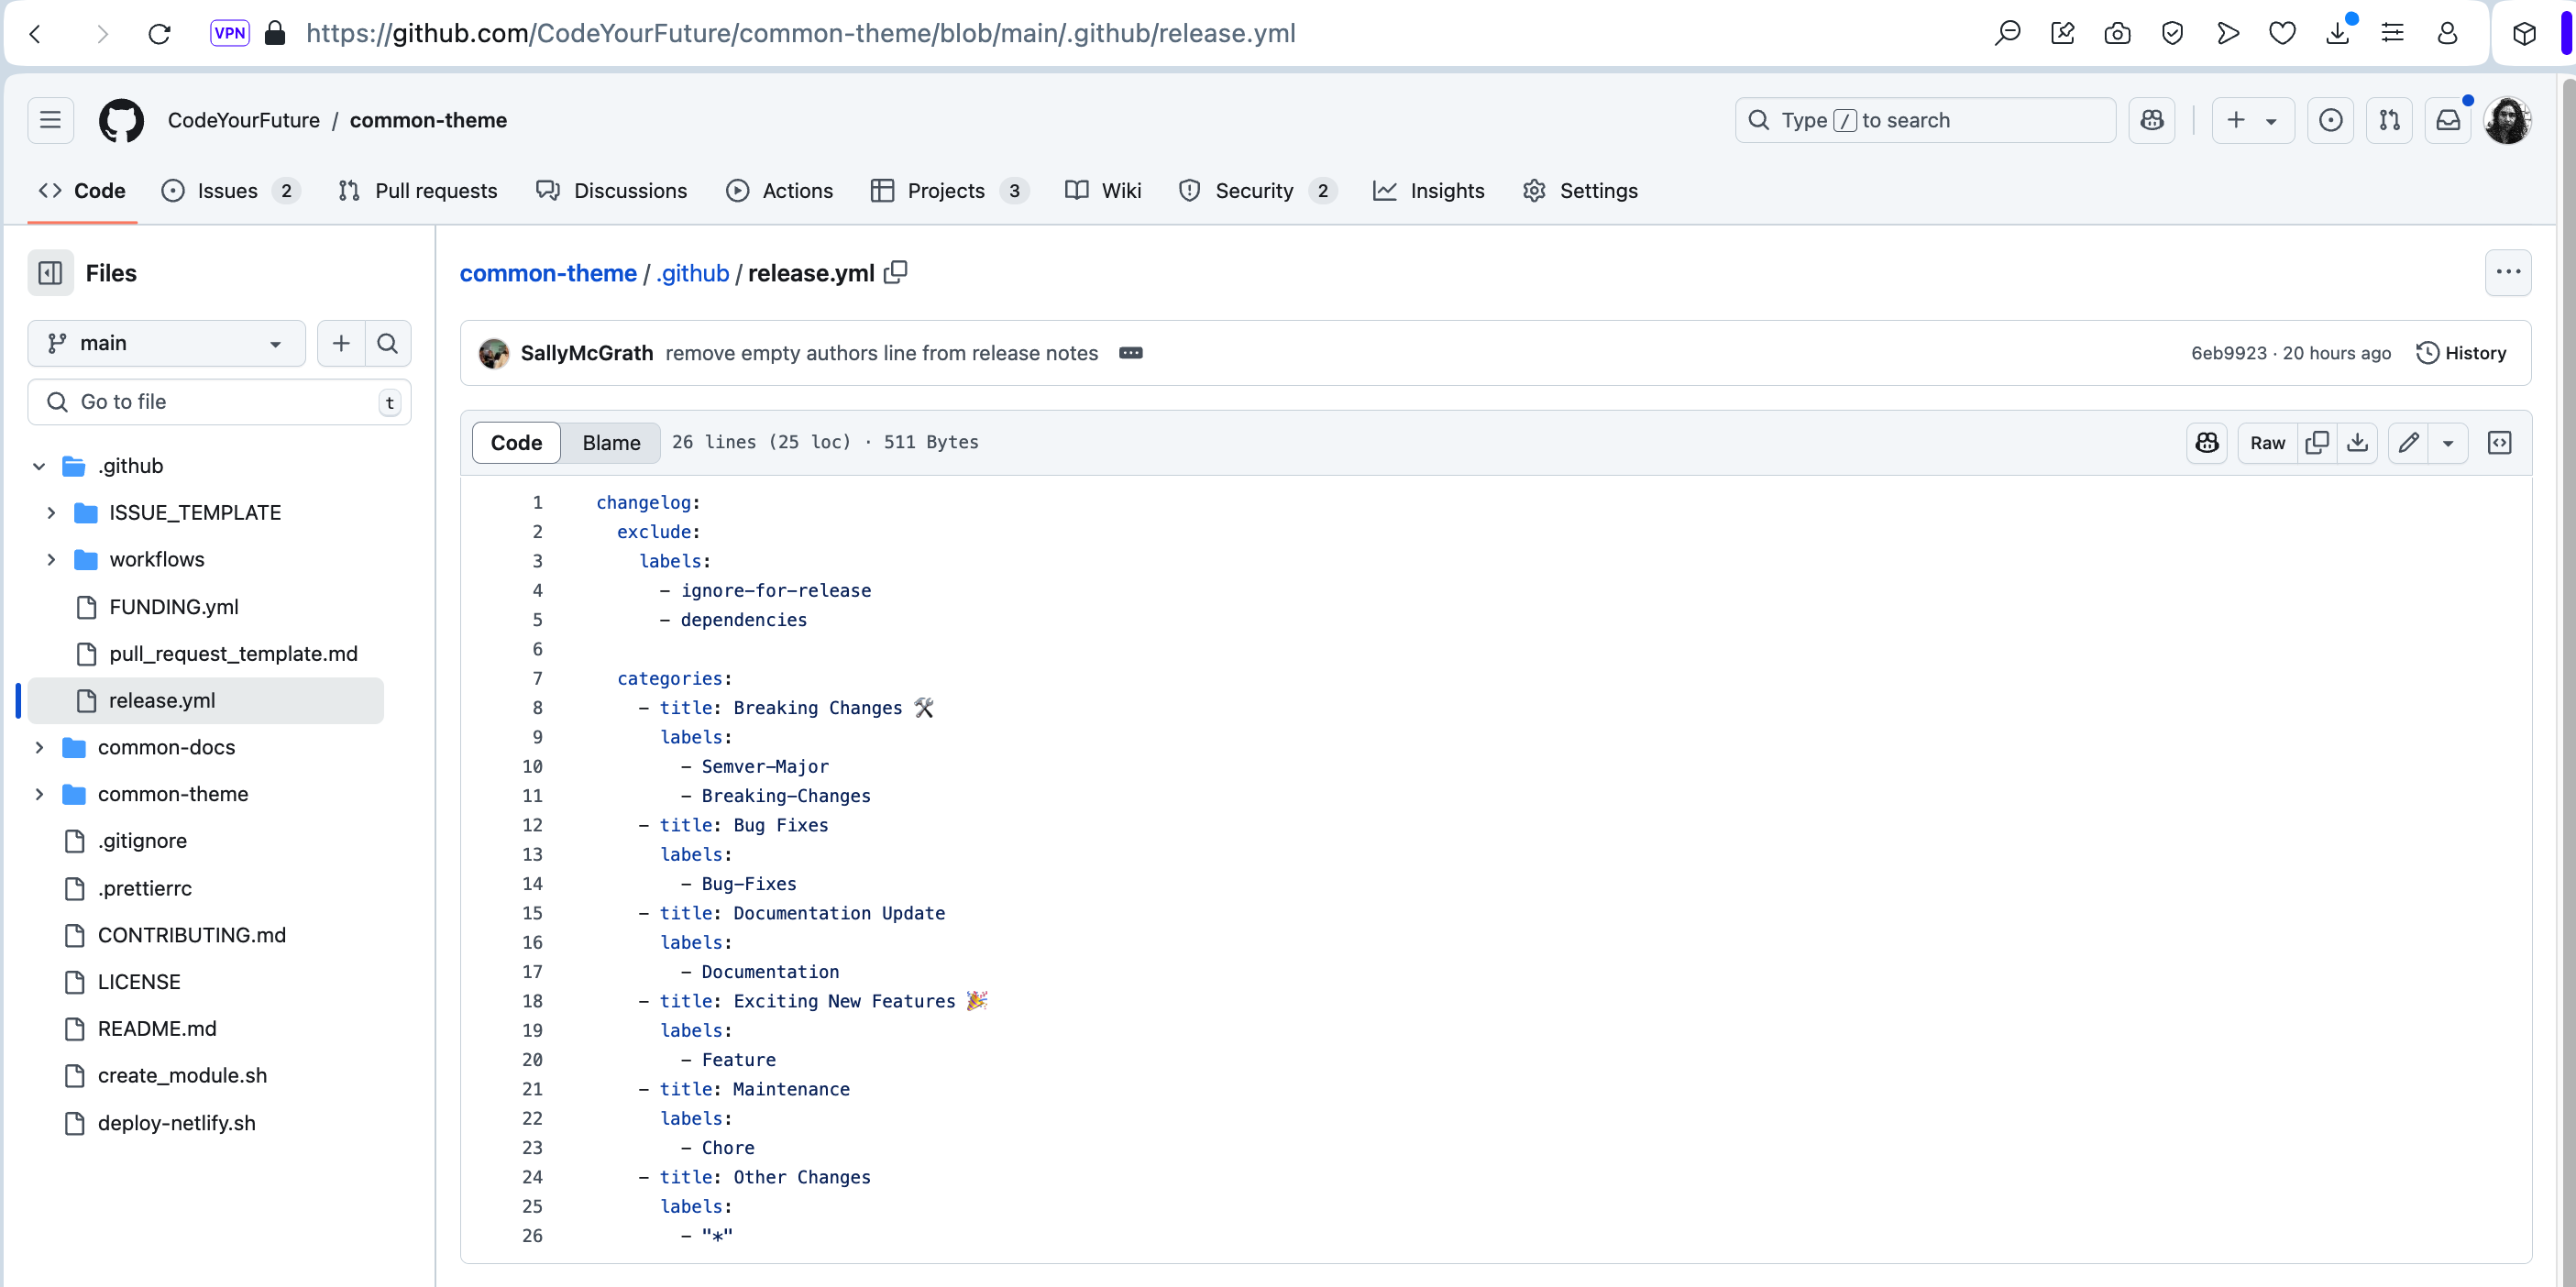 VPN https://github.com/CodeYourFuture/common-theme/blob/main/.github/release.yml
CodeYourFuture / common-theme
Type / to search
Code
Issues 2
Pull requests
Discussions
Actions
Projects 3
Wiki
Security 2
Insights
Settings
Files
main
Go to file t
.github
ISSUE_TEMPLATE
workflows
FUNDING.yml
pull_request_template.md
release.yml
common-docs
common-theme
.gitignore
.prettierrc
CONTRIBUTING.md
LICENSE
README.md
create_module.sh
deploy-netlify.sh
common-theme / .github / release.yml
SallyMcGrath remove empty authors line from release notes
6eb9923 · 20 hours ago History
Code Blame 26 lines (25 loc) · 511 Bytes
Raw
1 changelog:
2 exclude:
3 labels:
4 - ignore-for-release
5 - dependencies
6
7 categories:
8 - title: Breaking Changes 🛠
9 labels:
10 - Semver-Major
11 - Breaking-Changes
12 - title: Bug Fixes
13 labels:
14 - Bug-Fixes
15 - title: Documentation Update
16 labels:
17 - Documentation
18 - title: Exciting New Features 🎉
19 labels:
20 - Feature
21 - title: Maintenance
22 labels:
23 - Chore
24 - title: Other Changes
25 labels:
26 - "*"